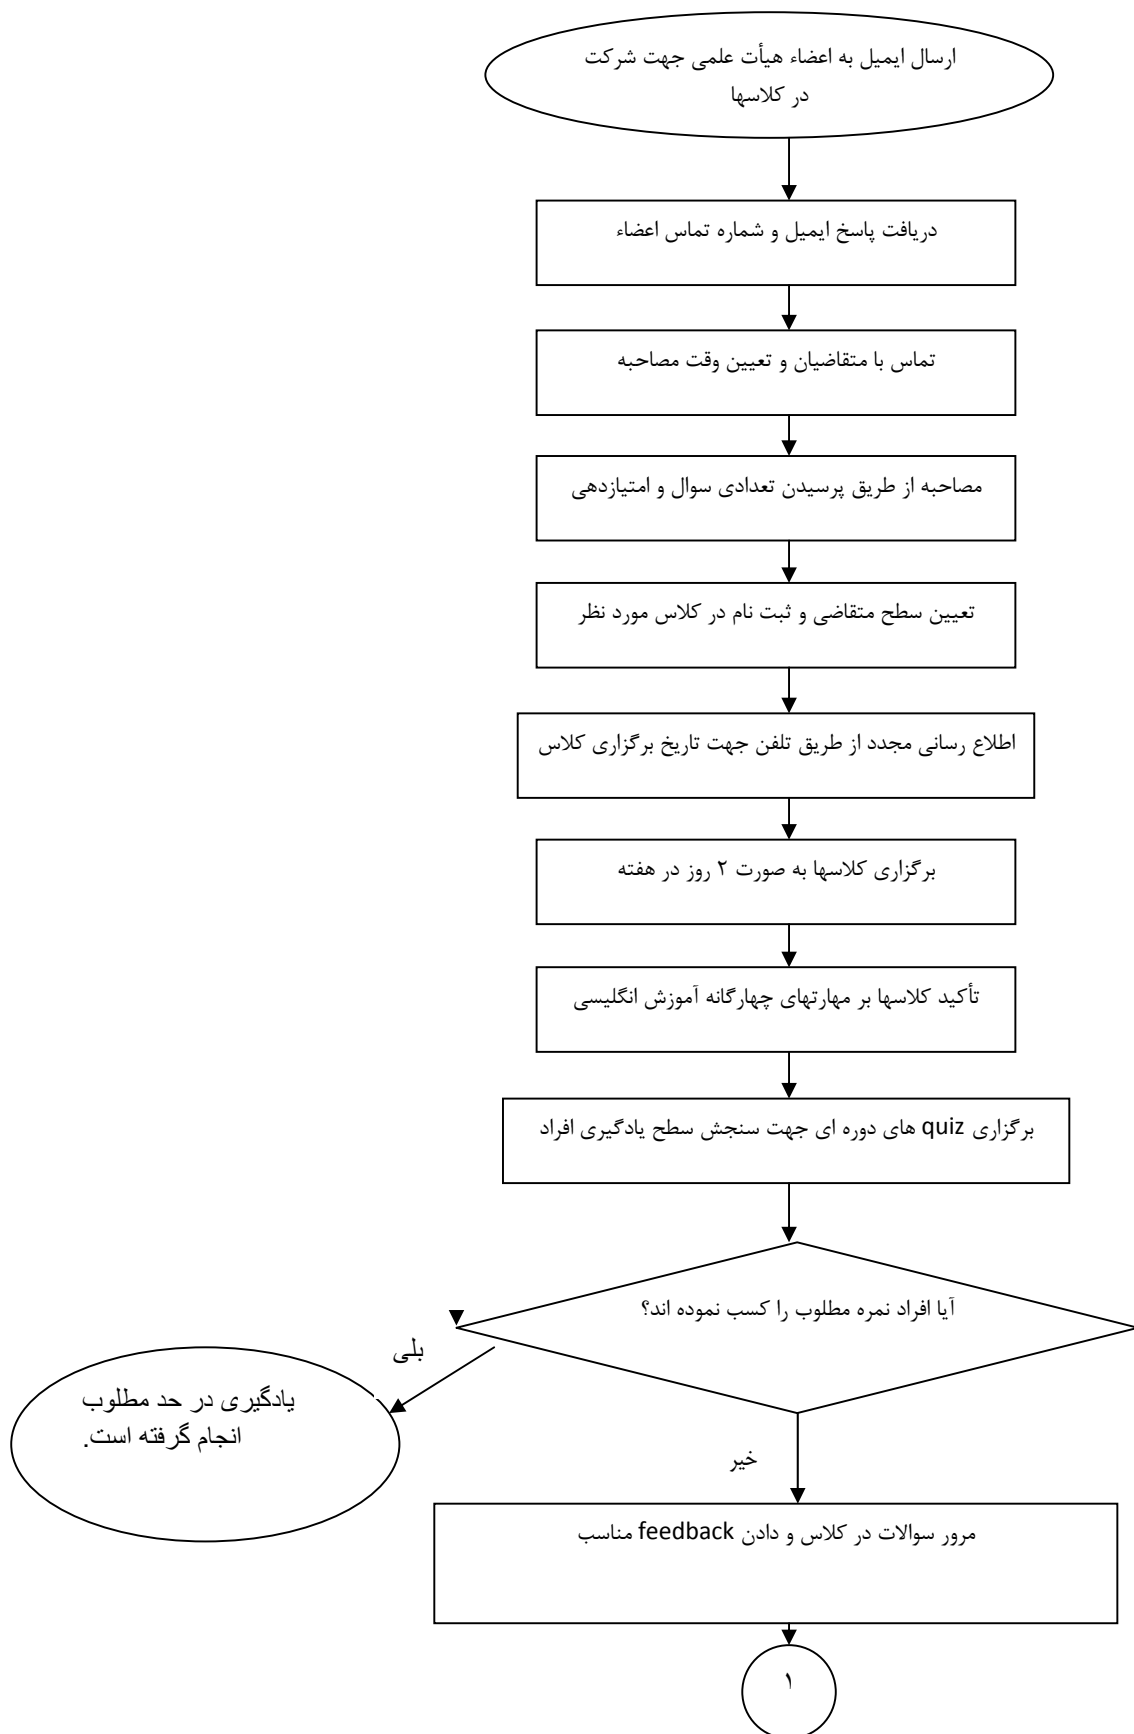 ارسال ایمیل به اعضاء هیأت علمی جهت شرکت
در کلاسها
دریافت پاسخ ایمیل و شماره تماس اعضاء
تماس با متقاضیان و تعیین وقت مصاحبه
مصاحبه از طریق پرسیدن تعدادی سوال و امتیازدهی
تعیین سطح متقاضی و ثبت نام در کلاس مورد نظر
اطلاع رسانی مجدد از طریق تلفن جهت تاریخ برگزاری کلاس
برگزاری کلاسها به صورت ۲ روز در هفته
تأکید کلاسها بر مهارتهای چهارگانه آموزش انگلیسی
برگزاری quiz های دوره ای جهت سنجش سطح یادگیری افراد
آیا افراد نمره مطلوب را کسب نموده اند؟
بلی
یادگیری در حد مطلوب
انجام گرفته است.
خیر
مرور سوالات در کلاس و دادن feedback مناسب
۱